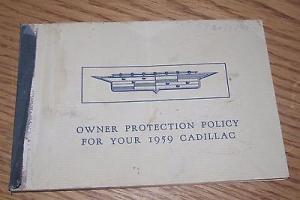 OWNER PROTECTION POLICY
FOR YOUR 1959 CADILLAC